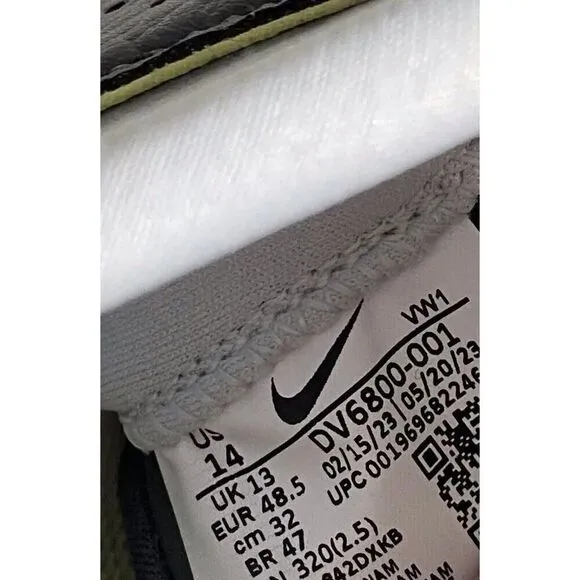 VW1
US
14
DV6800-001
UK 13
02/15/23 | 05/20/23
EUR 48.5
UPC 00196968224
cm 32
BR 47
320(2.5)